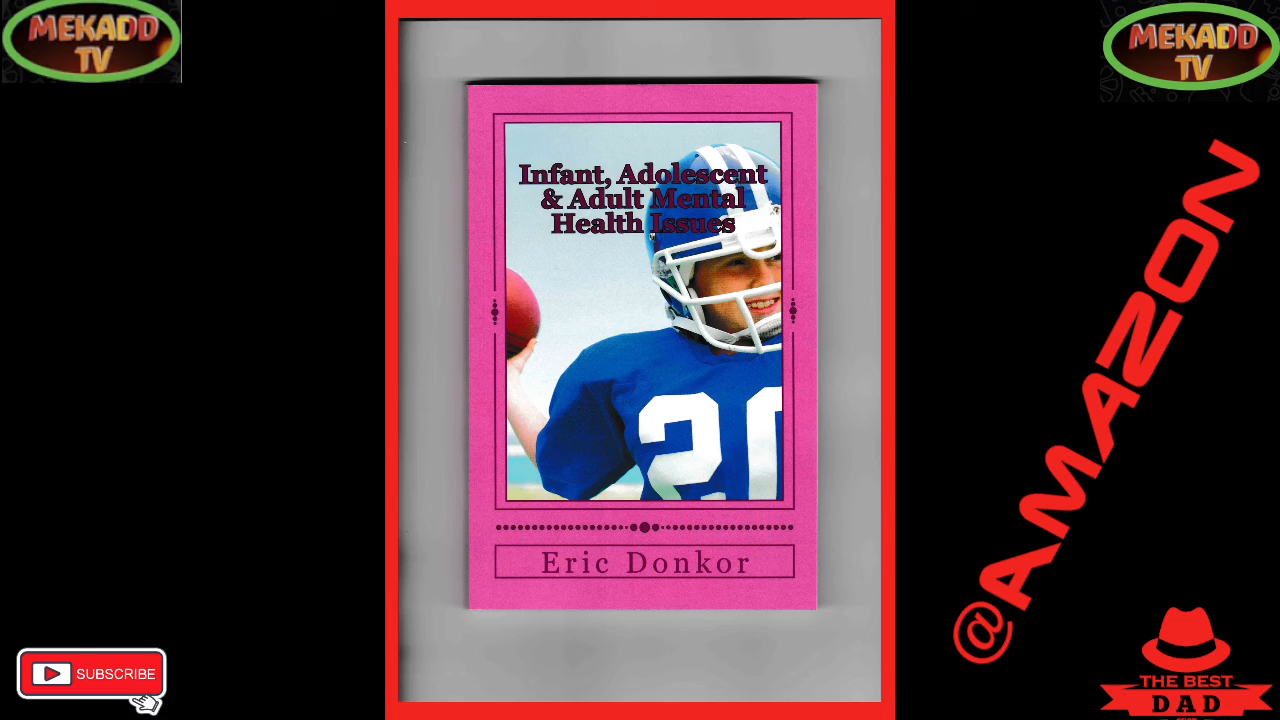 MEKADD
TV
MEKADD
TV
Infant, Adolescent
& Adult Mental
Health Issues
20
Eric Donkor
@AMAZON
SUBSCRIBE
THE BEST
DAD